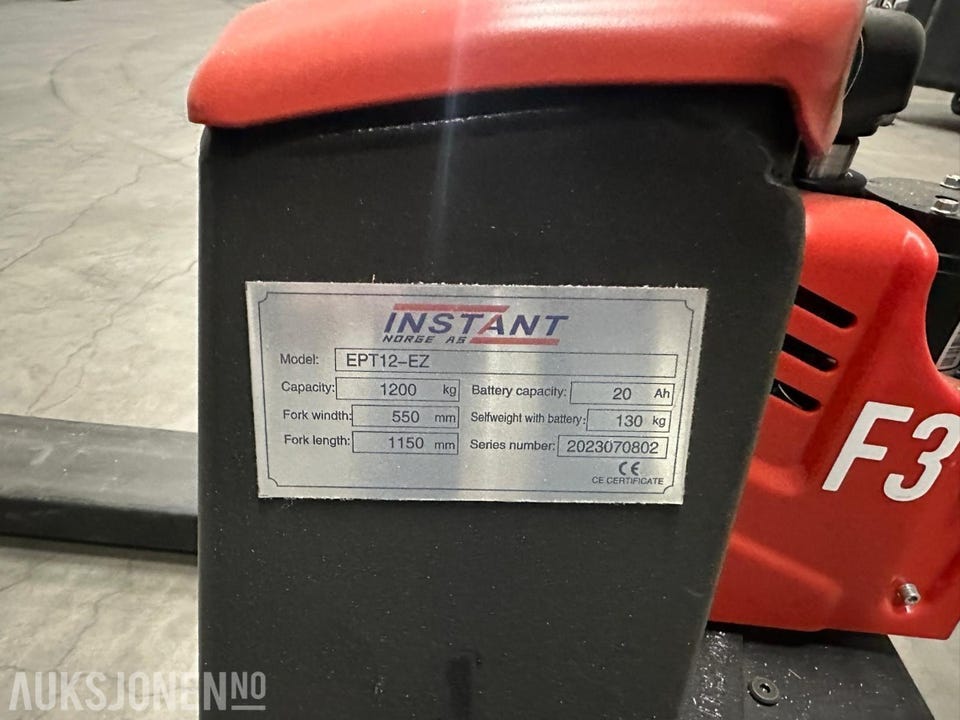 INSTANT
NORGE AS
Model: EPT12-EZ
Capacity: 1200 kg Battery capacity: 20 Ah
Fork windth: 550 mm Selfweight with battery: 130 kg
Fork length: 1150 mm Series number: 2023070802
CE
CE CERTIFICATE
F3
AUKSJONEN.NO